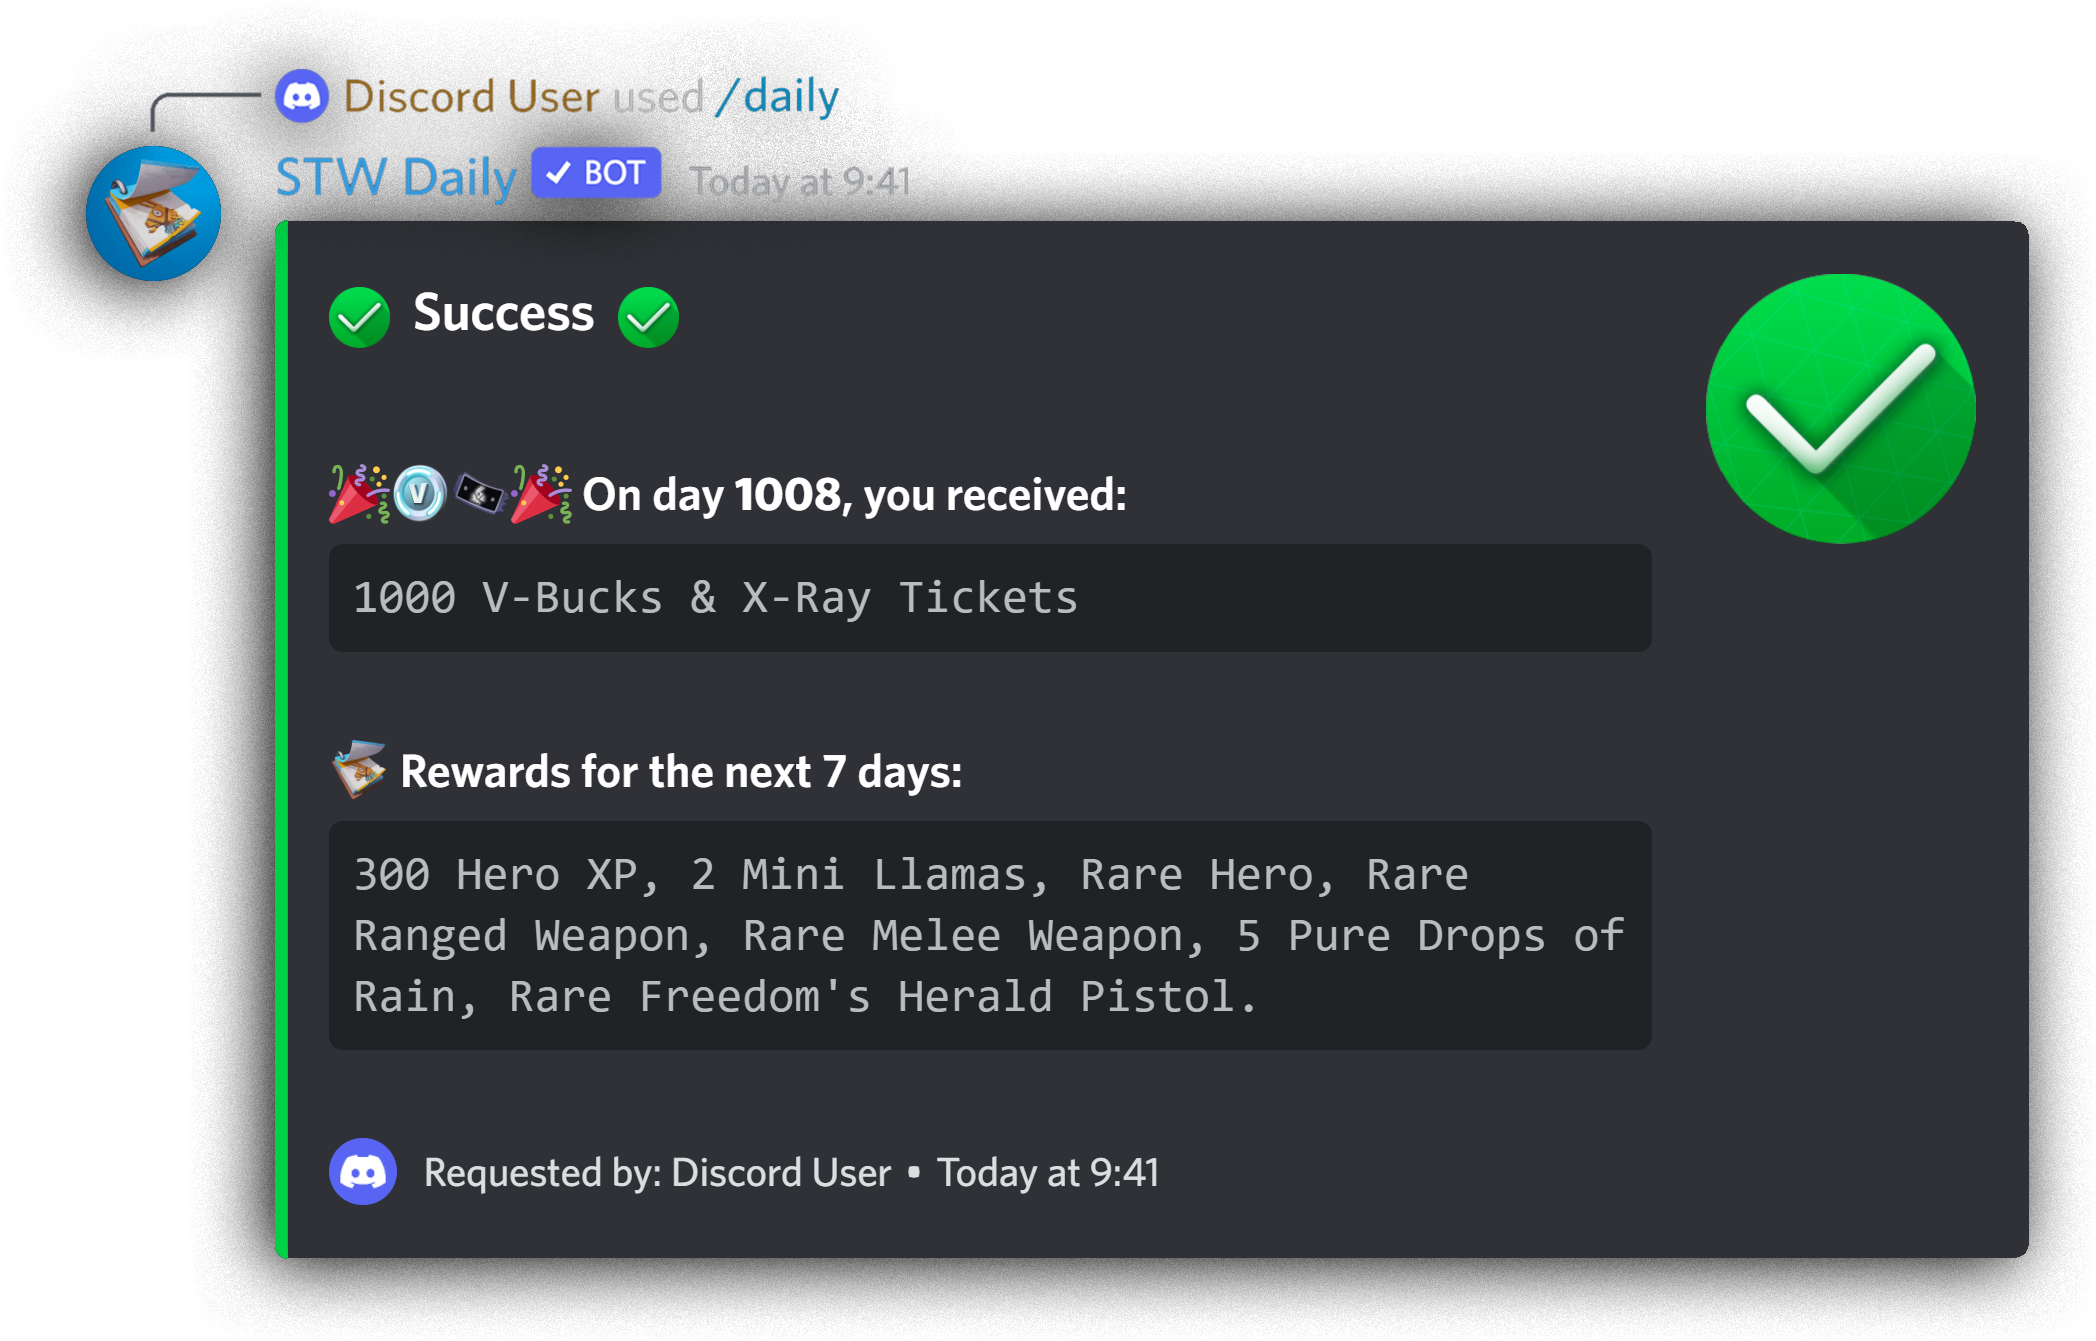 Discord User used /daily
STW Daily ✓ BOT Today at 9:41
Success
On day 1008, you received:
1000 V-Bucks & X-Ray Tickets
Rewards for the next 7 days:
300 Hero XP, 2 Mini Llamas, Rare Hero, Rare
Ranged Weapon, Rare Melee Weapon, 5 Pure Drops of
Rain, Rare Freedom's Herald Pistol.
Requested by: Discord User • Today at 9:41